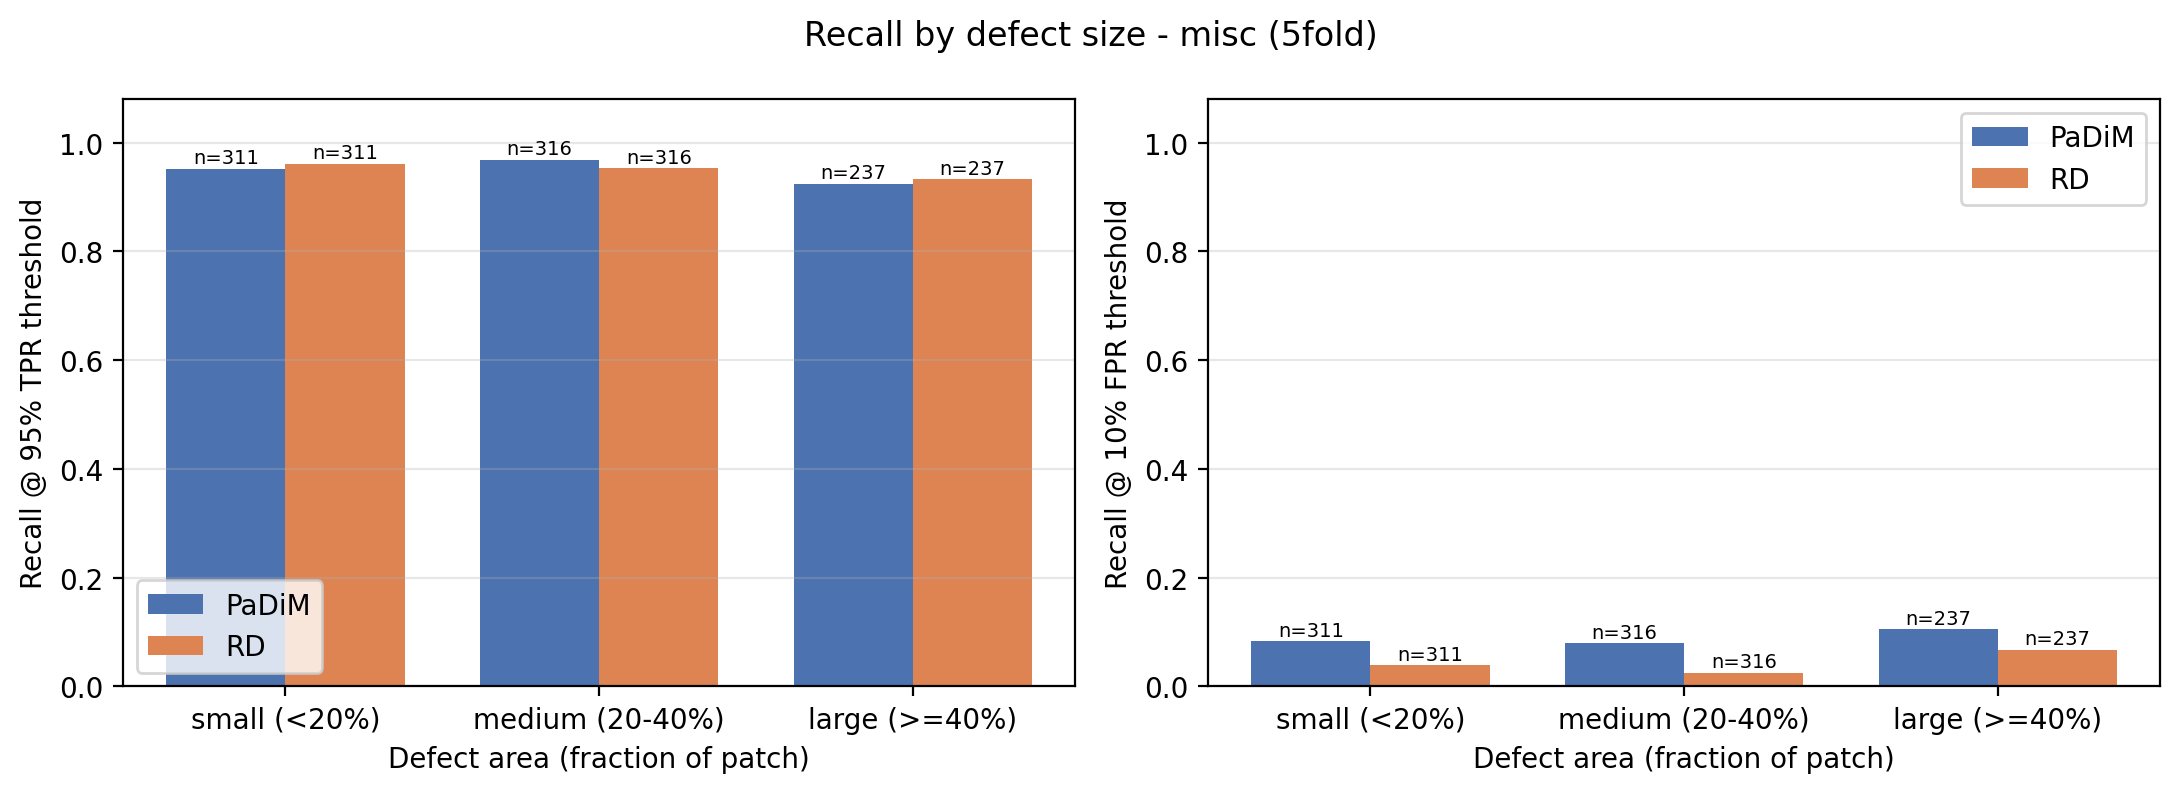 Recall by defect size - misc (5fold)
Recall @ 95% TPR threshold
1.0
0.8
0.6
0.4
0.2
0.0
n=311
n=311
n=316
n=316
n=237
n=237
PaDiM
RD
small (<20%)
medium (20-40%)
large (>=40%)
Defect area (fraction of patch)
Recall @ 10% FPR threshold
1.0
0.8
0.6
0.4
0.2
0.0
PaDiM
RD
n=311
n=311
n=316
n=316
n=237
n=237
small (<20%)
medium (20-40%)
large (>=40%)
Defect area (fraction of patch)